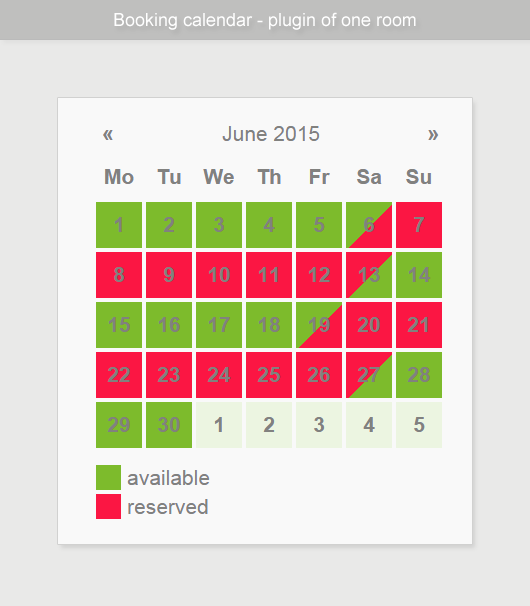 Booking calendar - plugin of one room
« June 2015 »
Mo Tu We Th Fr Sa Su
1 2 3 4 5 6 7
8 9 10 11 12 13 14
15 16 17 18 19 20 21
22 23 24 25 26 27 28
29 30 1 2 3 4 5
available
reserved